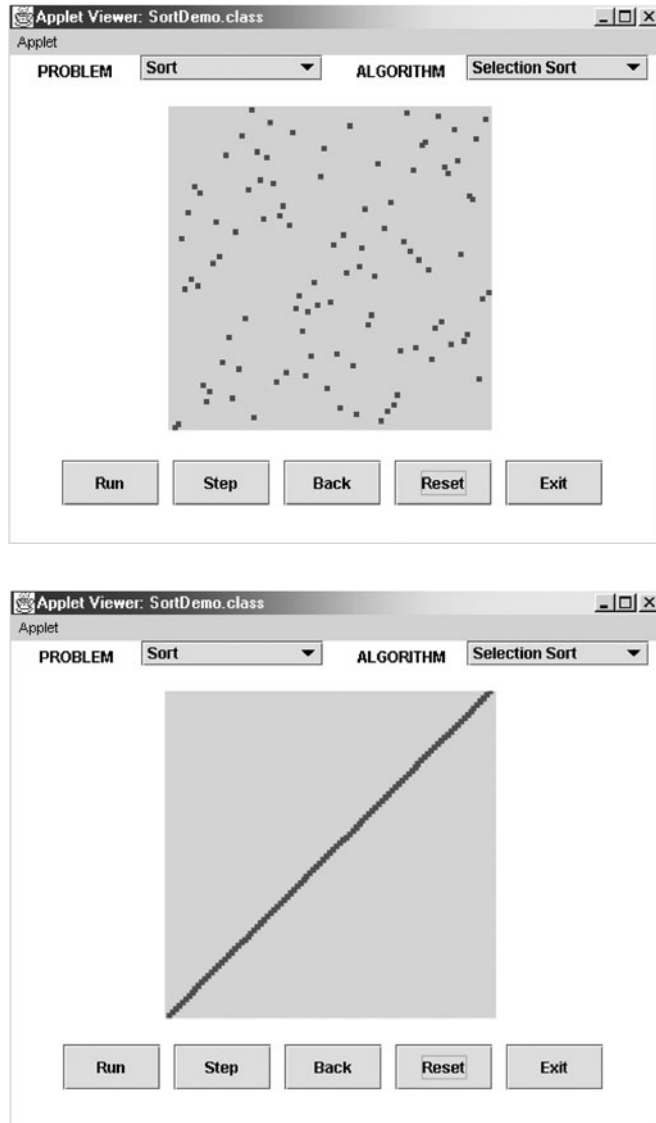 Applet Viewer: SortDemo.class
Applet
PROBLEM Sort ALGORITHM Selection Sort
Run Step Back Reset Exit
Applet Viewer: SortDemo.class
Applet
PROBLEM Sort ALGORITHM Selection Sort
Run Step Back Reset Exit